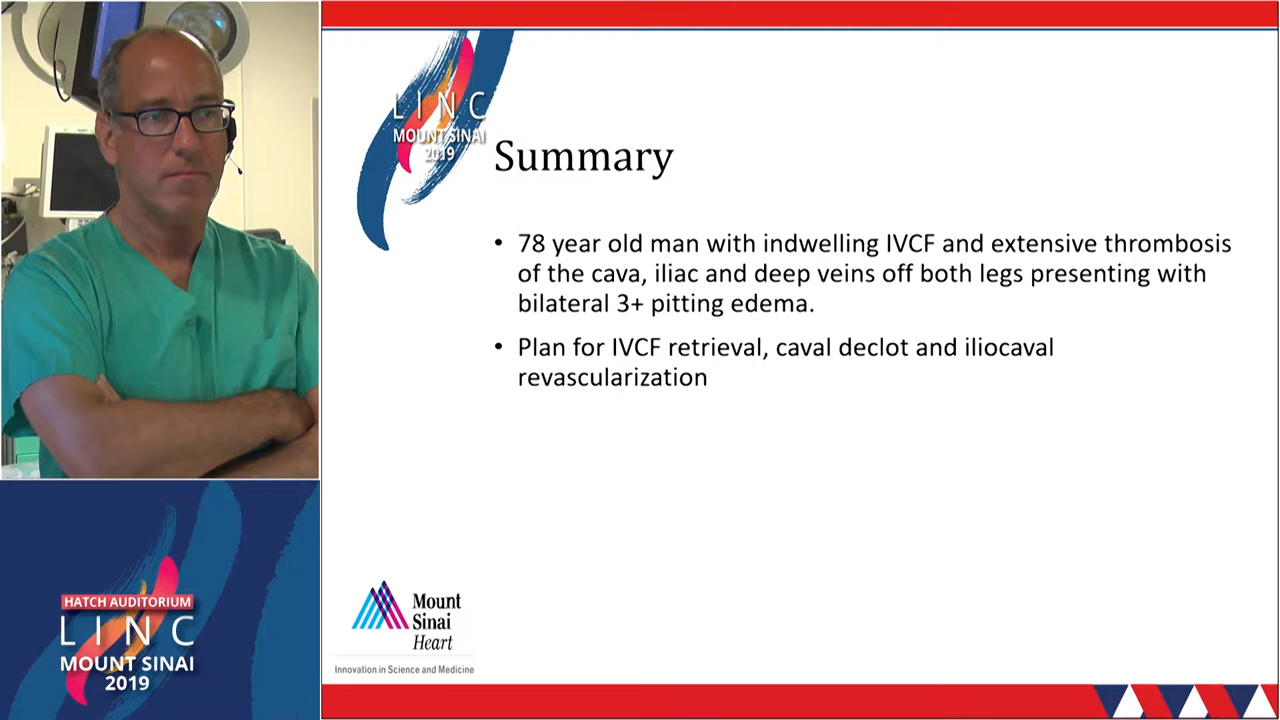 LINC
MOUNT SINAI
2019
Summary
• 78 year old man with indwelling IVCF and extensive thrombosis
of the cava, iliac and deep veins off both legs presenting with
bilateral 3+ pitting edema.
• Plan for IVCF retrieval, caval declot and iliocaval
revascularization
Mount
Sinai
Heart
Innovation in Science and Medicine
HATCH AUDITORIUM
LINC
MOUNT SINAI
2019